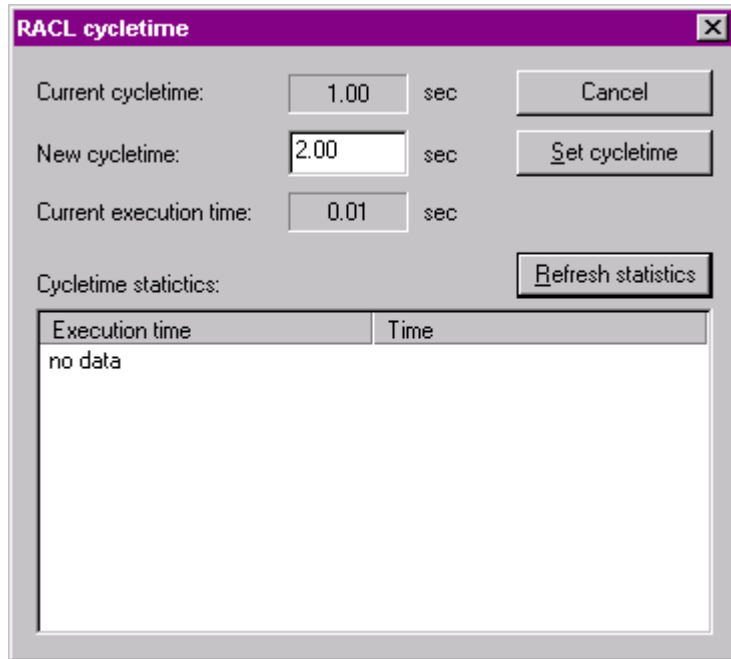 RACL cycletime
Current cycletime: 1.00 sec Cancel
New cycletime: 2.00 sec Set cycletime
Current execution time: 0.01 sec
Cycletime statictics: Refresh statistics
Execution time Time
no data